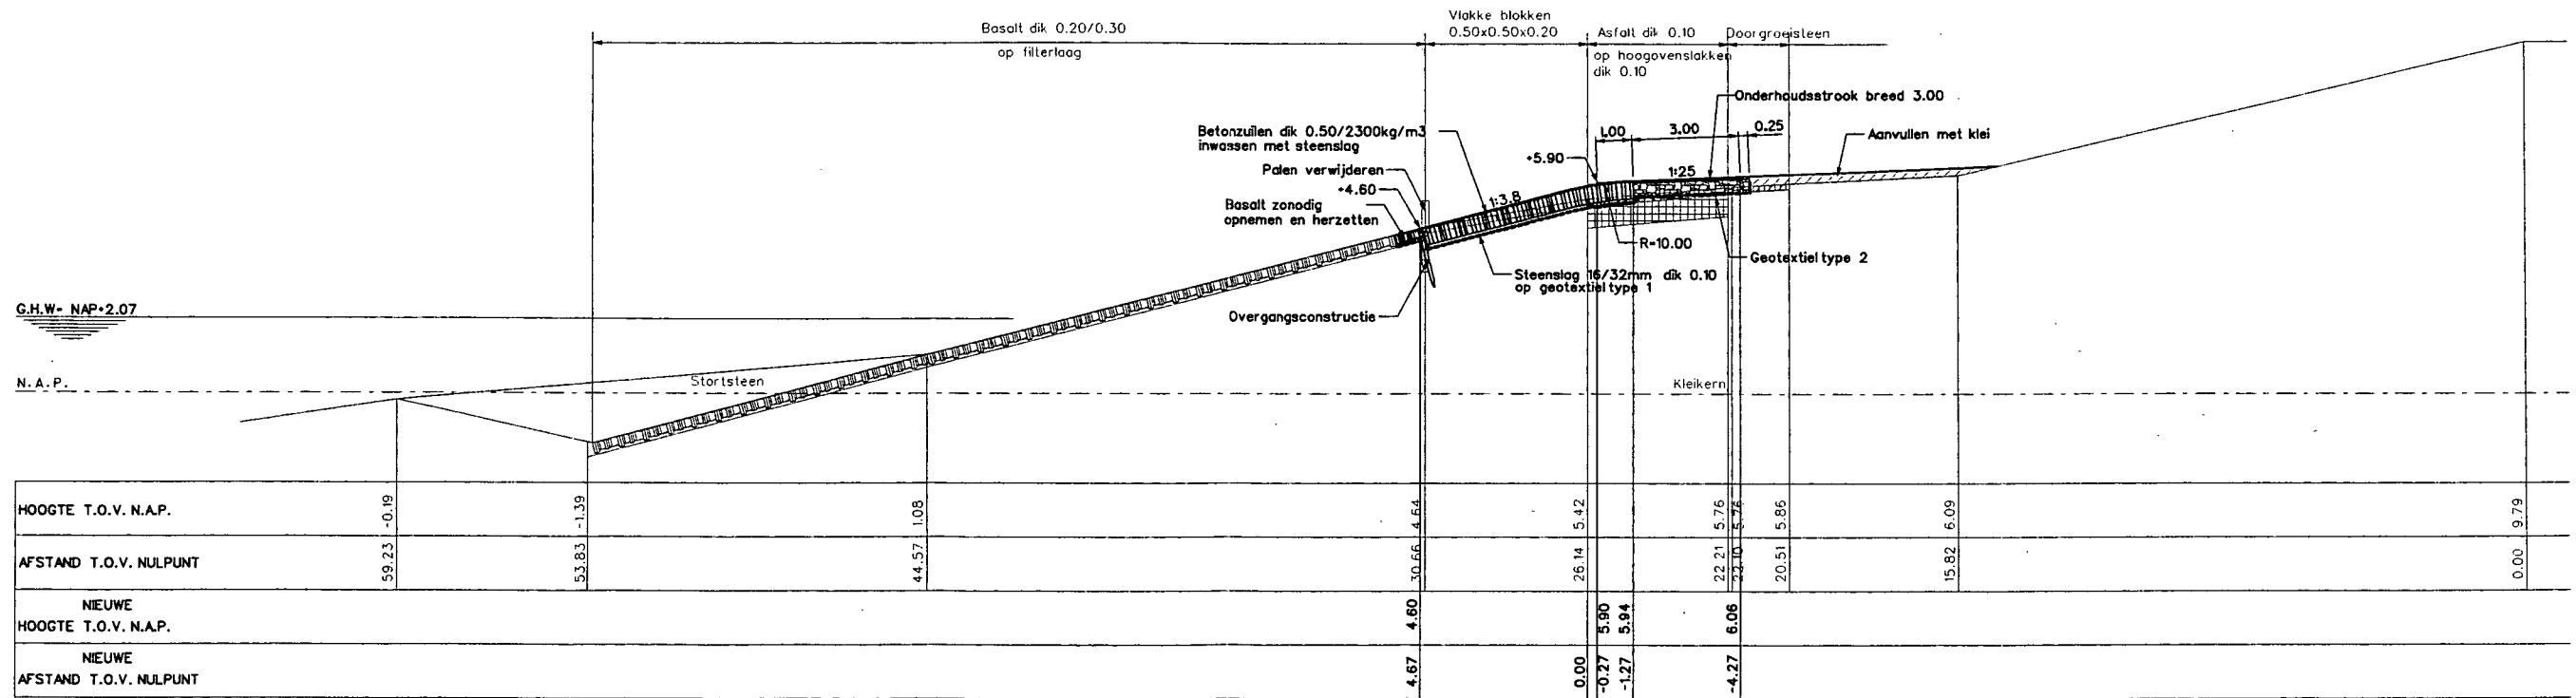 Basalt dik 0.20/0.30
op filterlaag
Vlakke blokken
0.50x0.50x0.20
Asfalt dik 0.10
op hoogovenslakken
dik 0.10
Doorgroeisteen
Onderhoudsstrook breed 3.00
Betonzuilen dik 0.50/2300kg/m3
inwassen met steenslag
1.00
3.00
0.25
Aanvullen met klei
Palen verwijderen
+5.90
1:25
+4.60
1:3.8
Basalt zonodig
opnemen en herzetten
R=10.00
Geotextiel type 2
Steenslag 16/32mm dik 0.10
op geotextiel type 1
Overgangsconstructie
G.H.W= NAP+2.07
N.A.P.
Stortsteen
Kleikern
HOOGTE T.O.V. N.A.P. -0.19 -1.39 1.08 4.64 5.42 5.76 5.76 5.86 6.09 9.79
AFSTAND T.O.V. NULPUNT 59.23 53.83 44.57 30.66 26.14 22.21 22.10 20.51 15.82 0.00
NIEUWE
HOOGTE T.O.V. N.A.P. 4.60 5.90 5.94 6.06
NIEUWE
AFSTAND T.O.V. NULPUNT 4.67 0.00 -0.27 -1.27 -4.27